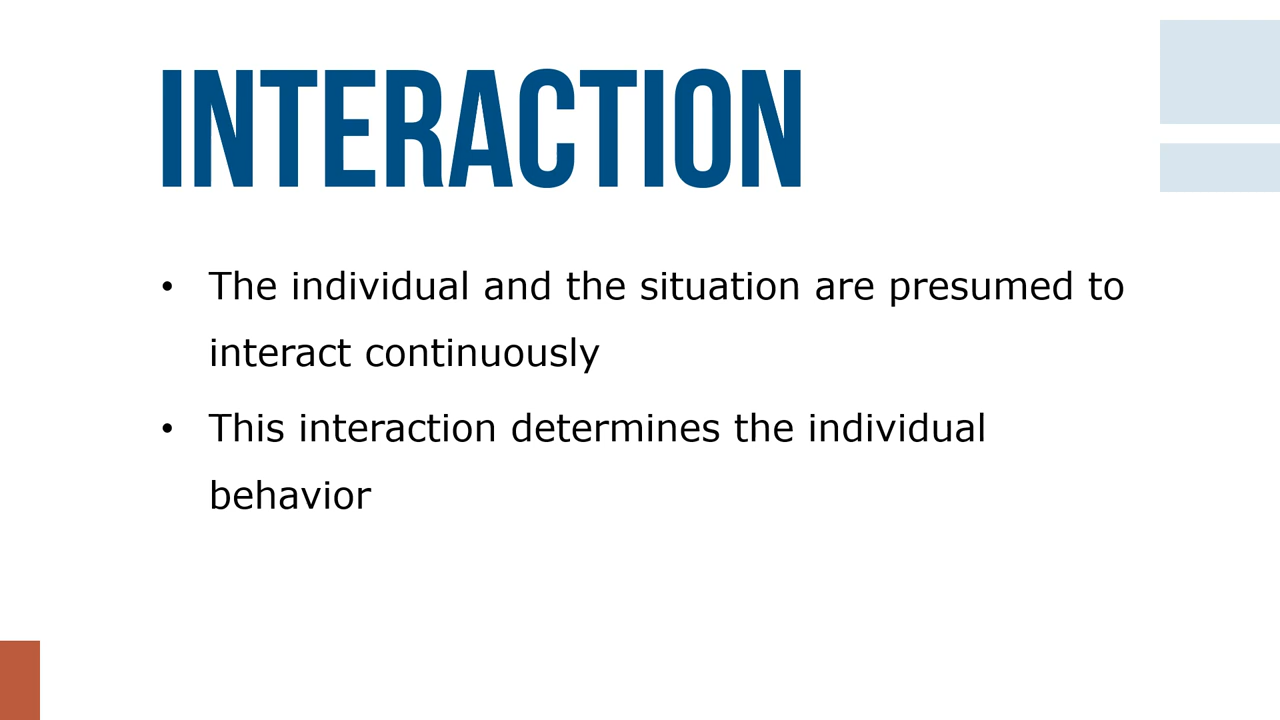 INTERACTION
• The individual and the situation are presumed to
interact continuously
• This interaction determines the individual
behavior